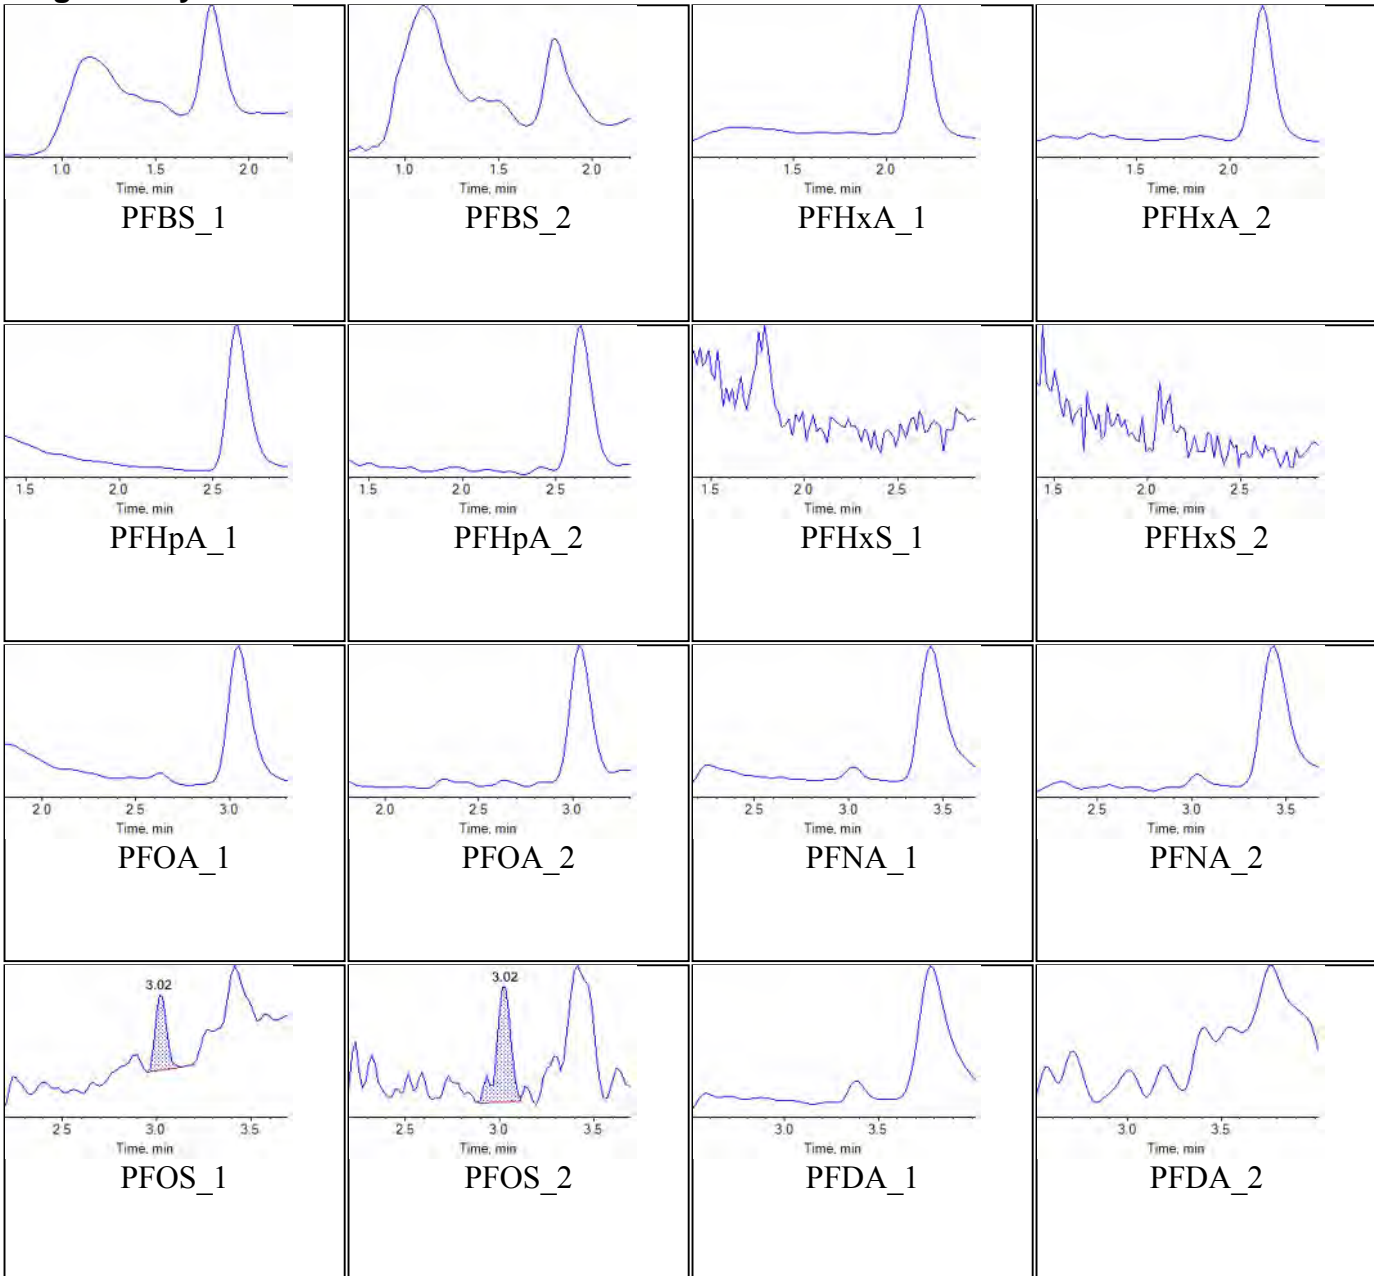 1.0 1.5 2.0
Time, min
PFBS_1
1.0 1.5 2.0
Time, min
PFBS_2
1.5 2.0
Time, min
PFHxA_1
1.5 2.0
Time, min
PFHxA_2
1.5 2.0 2.5
Time, min
PFHpA_1
1.5 2.0 2.5
Time, min
PFHpA_2
1.5 2.0 2.5
Time, min
PFHxS_1
1.5 2.0 2.5
Time, min
PFHxS_2
2.0 2.5 3.0
Time, min
PFOA_1
2.0 2.5 3.0
Time, min
PFOA_2
2.5 3.0 3.5
Time, min
PFNA_1
2.5 3.0 3.5
Time, min
PFNA_2
3.02
2.5 3.0 3.5
Time, min
PFOS_1
3.02
2.5 3.0 3.5
Time, min
PFOS_2
3.0 3.5
Time, min
PFDA_1
3.0 3.5
Time, min
PFDA_2